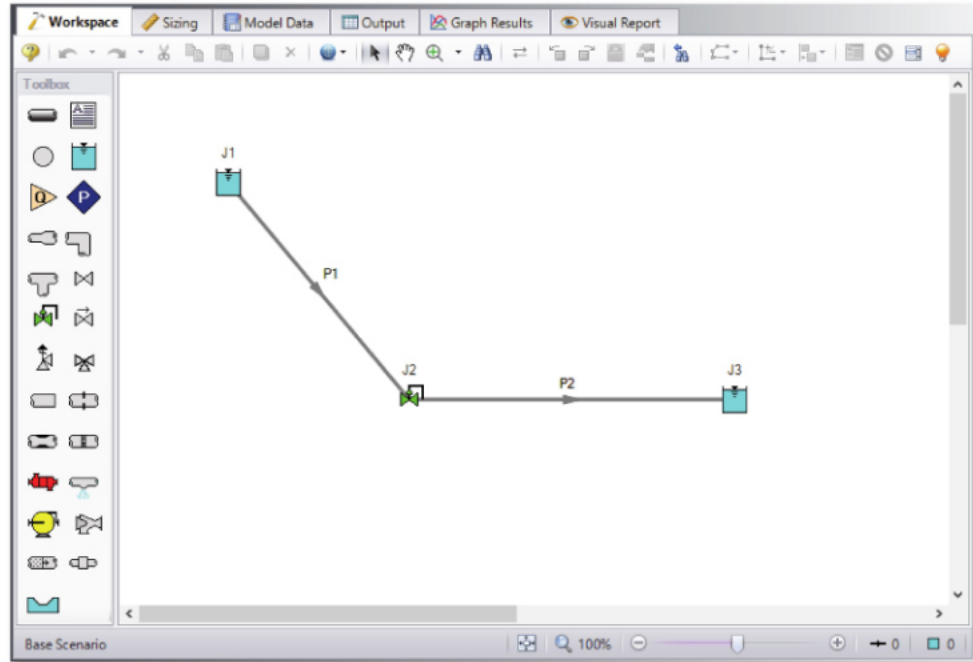 Workspace Sizing Model Data Output Graph Results Visual Report
Toolbox
J1
Q P
P1
J2 P2 J3
Base Scenario 100% 0 0